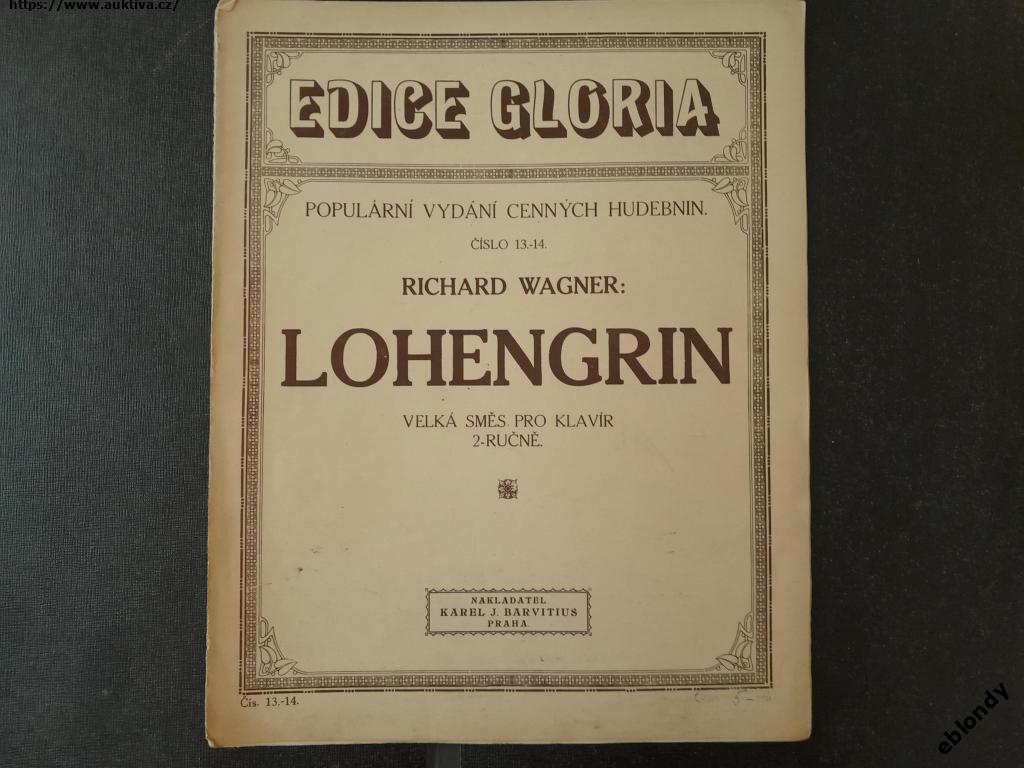 https://www.auktiva.cz/
EDICE GLORIA
POPULÁRNÍ VYDÁNÍ CENNÝCH HUDEBNIN.
ČÍSLO 13.-14.
RICHARD WAGNER:
LOHENGRIN
VELKÁ SMĚS PRO KLAVÍR
2-RUČNĚ.
NAKLADATEL
KAREL J. BARVITIUS
PRAHA.
Čís. 13.-14.
5-
eblondy